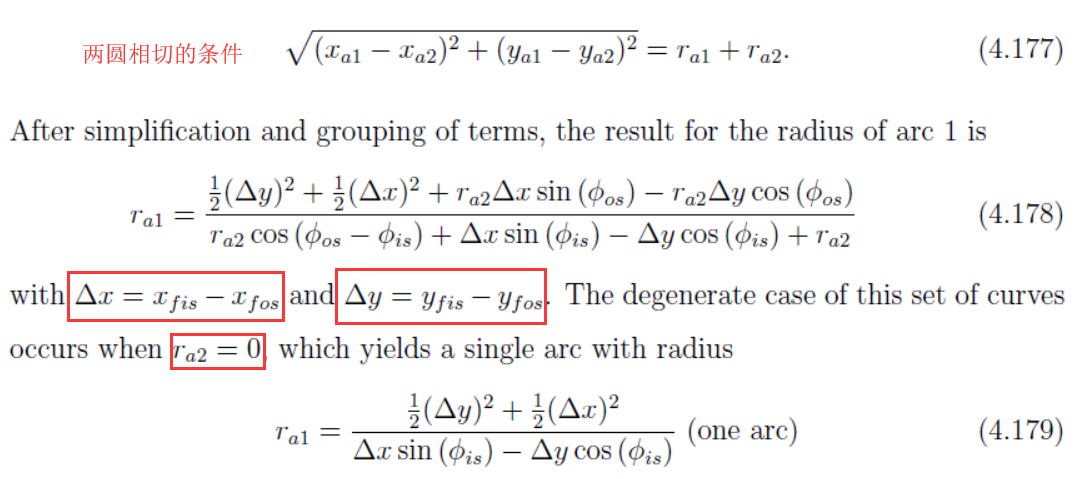 两圆相切的条件 √((x_{a1} − x_{a2})² + (y_{a1} − y_{a2})²) = r_{a1} + r_{a2}. (4.177)
After simplification and grouping of terms, the result for the radius of arc 1 is
r_{a1} = (½(Δy)² + ½(Δx)² + r_{a2}Δx sin (ϕ_{os}) − r_{a2}Δy cos (ϕ_{os})) / (r_{a2} cos (ϕ_{os} − ϕ_{is}) + Δx sin (ϕ_{is}) − Δy cos (ϕ_{is}) + r_{a2}) (4.178)
with Δx = x_{fis} − x_{fos} and Δy = y_{fis} − y_{fos}. The degenerate case of this set of curves
occurs when r_{a2} = 0, which yields a single arc with radius
r_{a1} = (½(Δy)² + ½(Δx)²) / (Δx sin (ϕ_{is}) − Δy cos (ϕ_{is})) (one arc) (4.179)